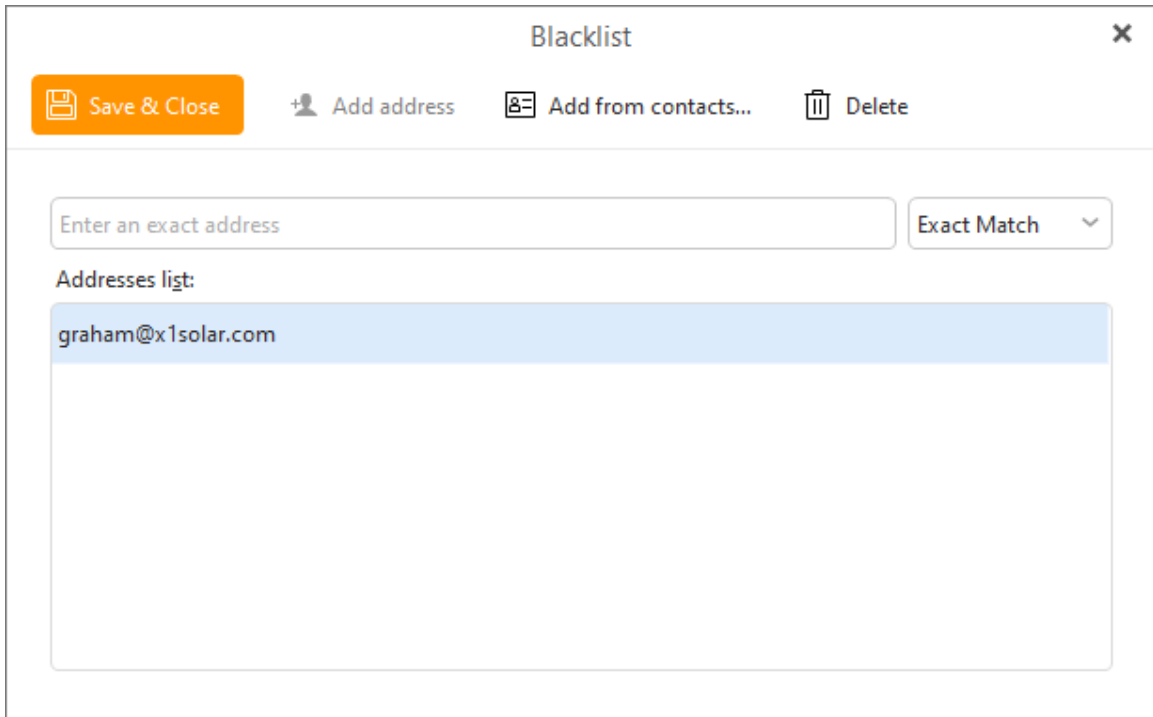 Blacklist
Save & Close Add address Add from contacts... Delete
Enter an exact address Exact Match
Addresses list:
graham@x1solar.com